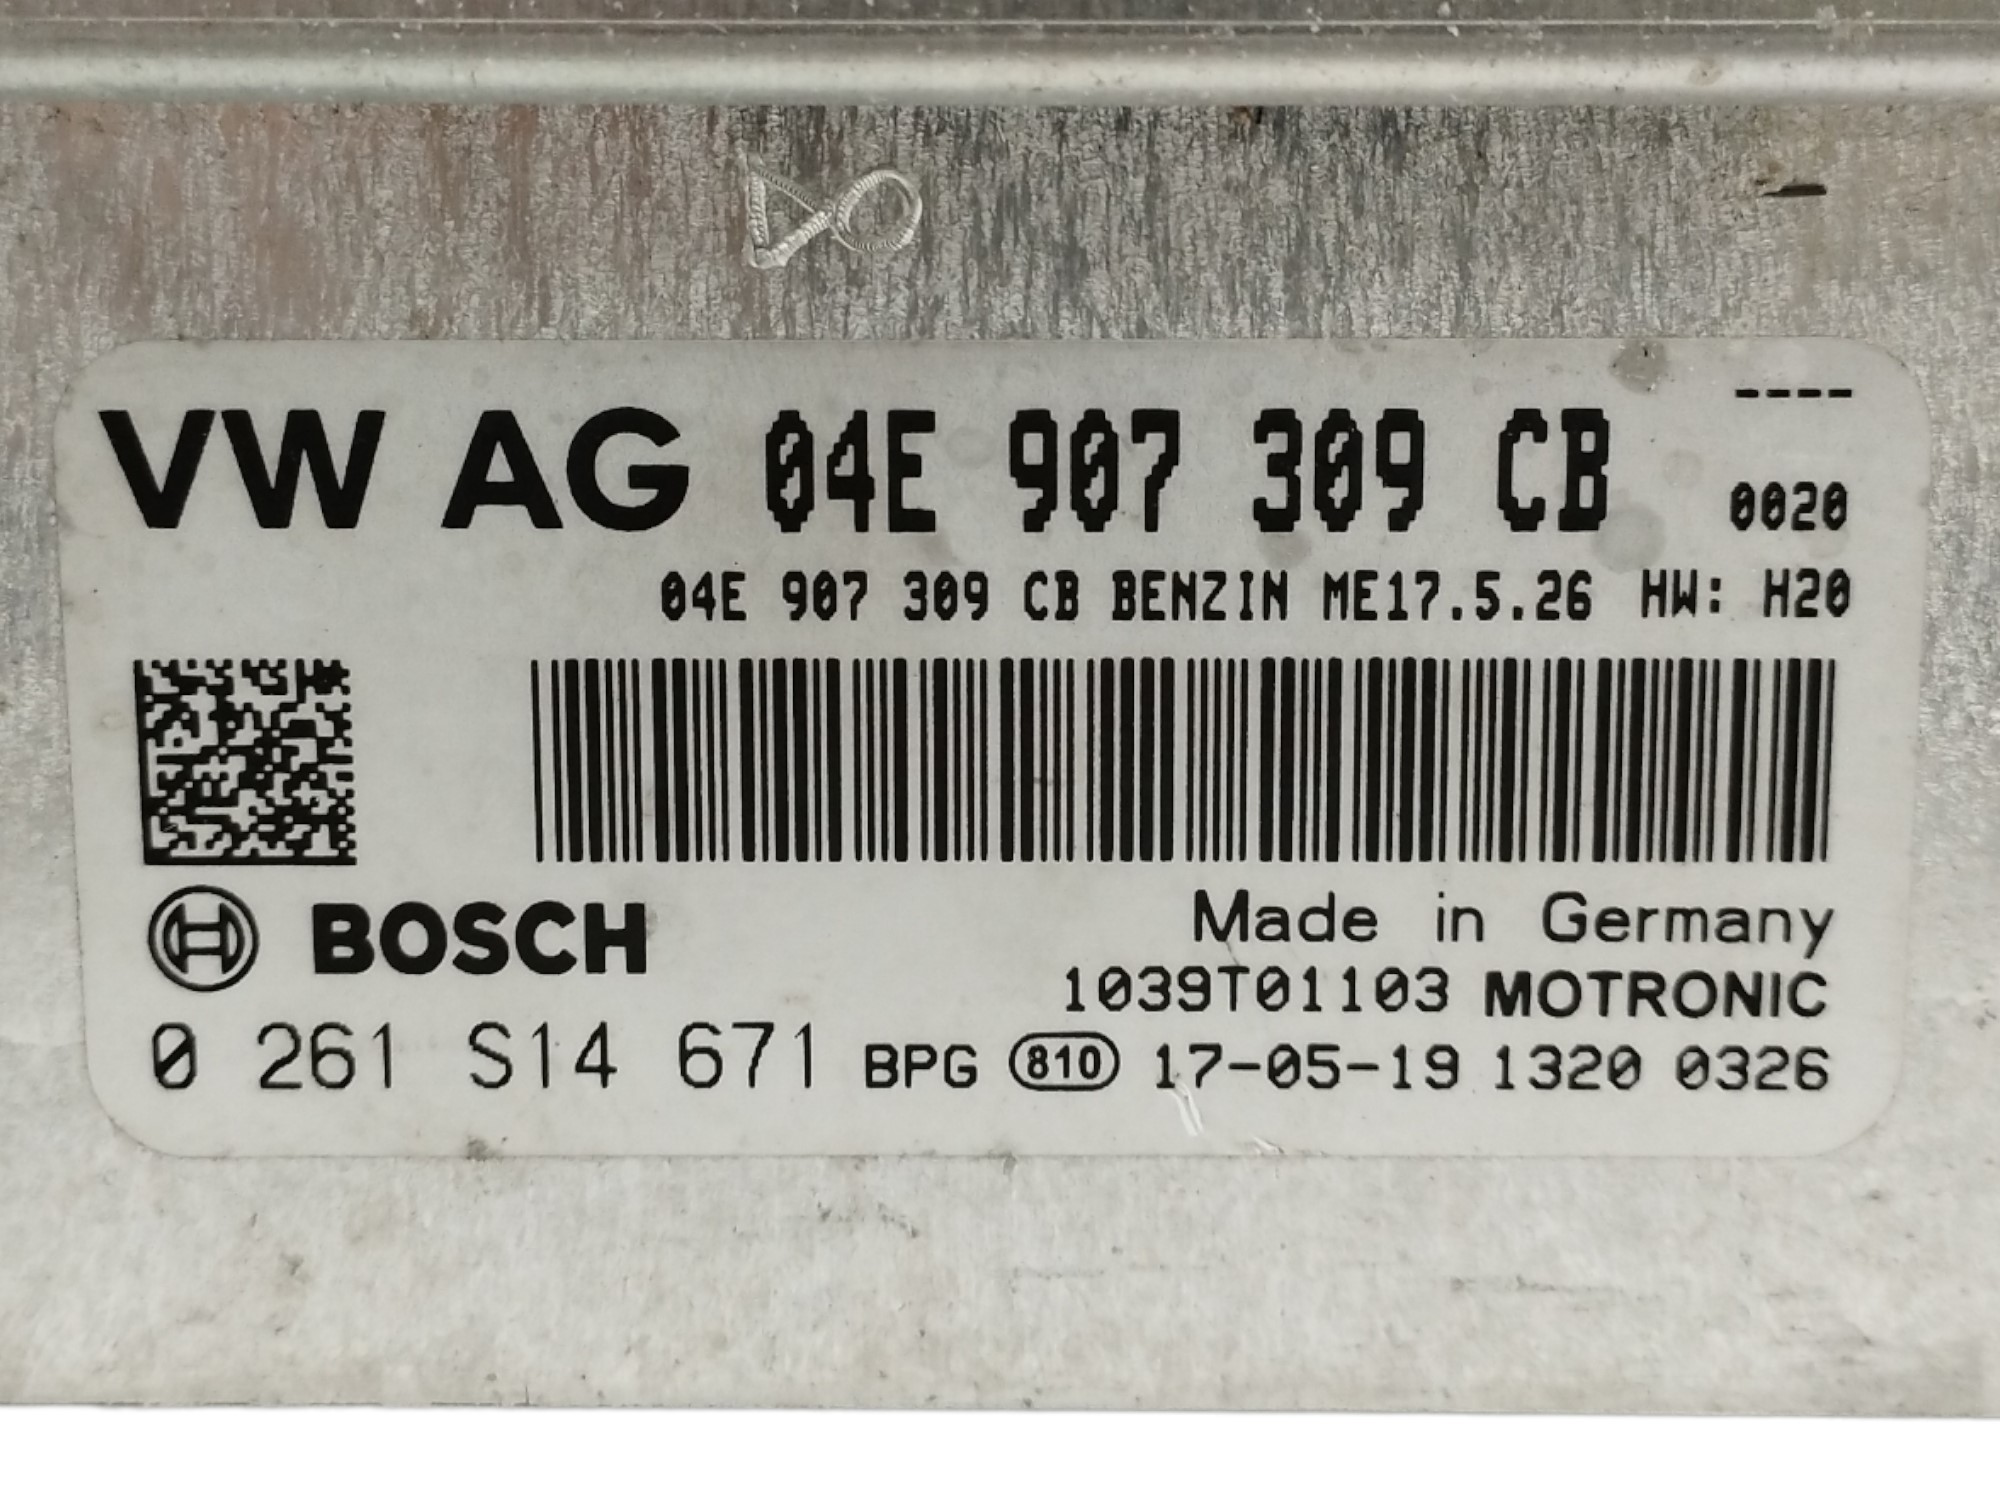 ----
VW AG 04E 907 309 CB 0020
04E 907 309 CB BENZIN ME17.5.26 HW: H20
BOSCH Made in Germany
1039T01103 MOTRONIC
0 261 S14 671 BPG 810 17-05-19 1320 0326